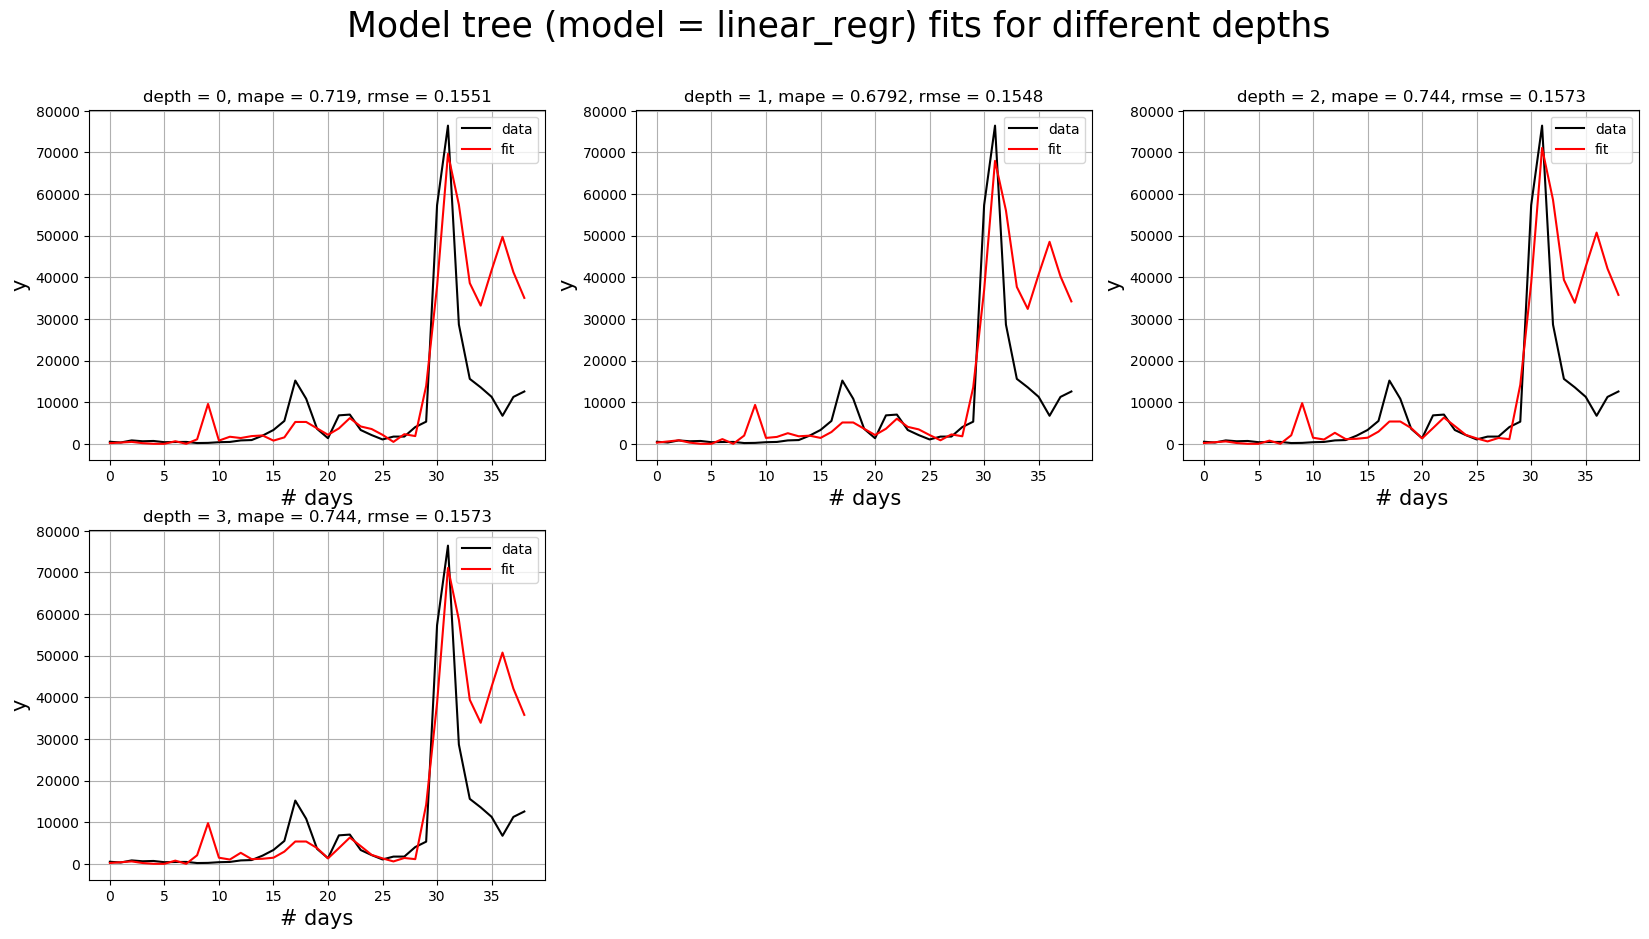 Model tree (model = linear_regr) fits for different depths
depth = 0, mape = 0.719, rmse = 0.1551
80000
70000
60000
50000
40000
30000
20000
10000
0
y
data
fit
0 5 10 15 20 25 30 35
# days
depth = 1, mape = 0.6792, rmse = 0.1548
80000
70000
60000
50000
40000
30000
20000
10000
0
y
data
fit
0 5 10 15 20 25 30 35
# days
depth = 2, mape = 0.744, rmse = 0.1573
80000
70000
60000
50000
40000
30000
20000
10000
0
y
data
fit
0 5 10 15 20 25 30 35
# days
depth = 3, mape = 0.744, rmse = 0.1573
80000
70000
60000
50000
40000
30000
20000
10000
0
y
data
fit
0 5 10 15 20 25 30 35
# days